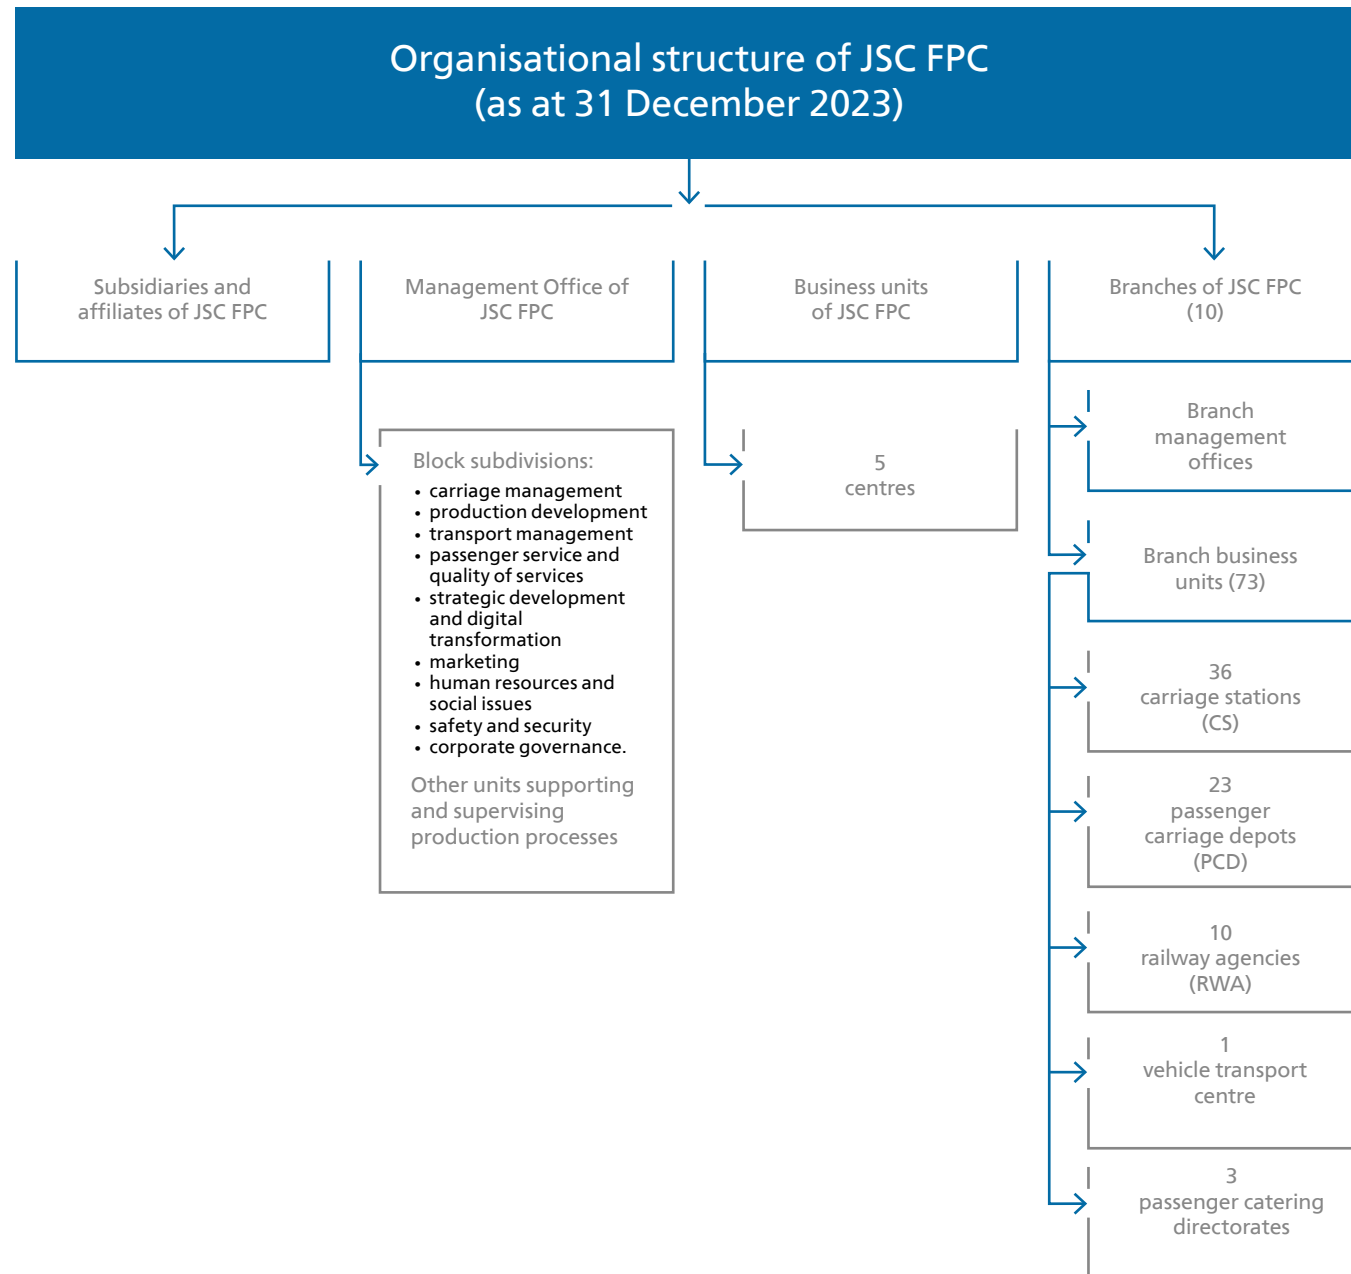 Organisational structure of JSC FPC
(as at 31 December 2023)
Subsidiaries and
affiliates of JSC FPC
Management Office of
JSC FPC
Business units
of JSC FPC
Branches of JSC FPC
(10)
Block subdivisions:
• carriage management
• production development
• transport management
• passenger service and
quality of services
• strategic development
and digital
transformation
• marketing
• human resources and
social issues
• safety and security
• corporate governance.
Other units supporting
and supervising
production processes
5
centres
Branch
management
offices
Branch business
units (73)
36
carriage stations
(CS)
23
passenger
carriage depots
(PCD)
10
railway agencies
(RWA)
1
vehicle transport
centre
3
passenger catering
directorates